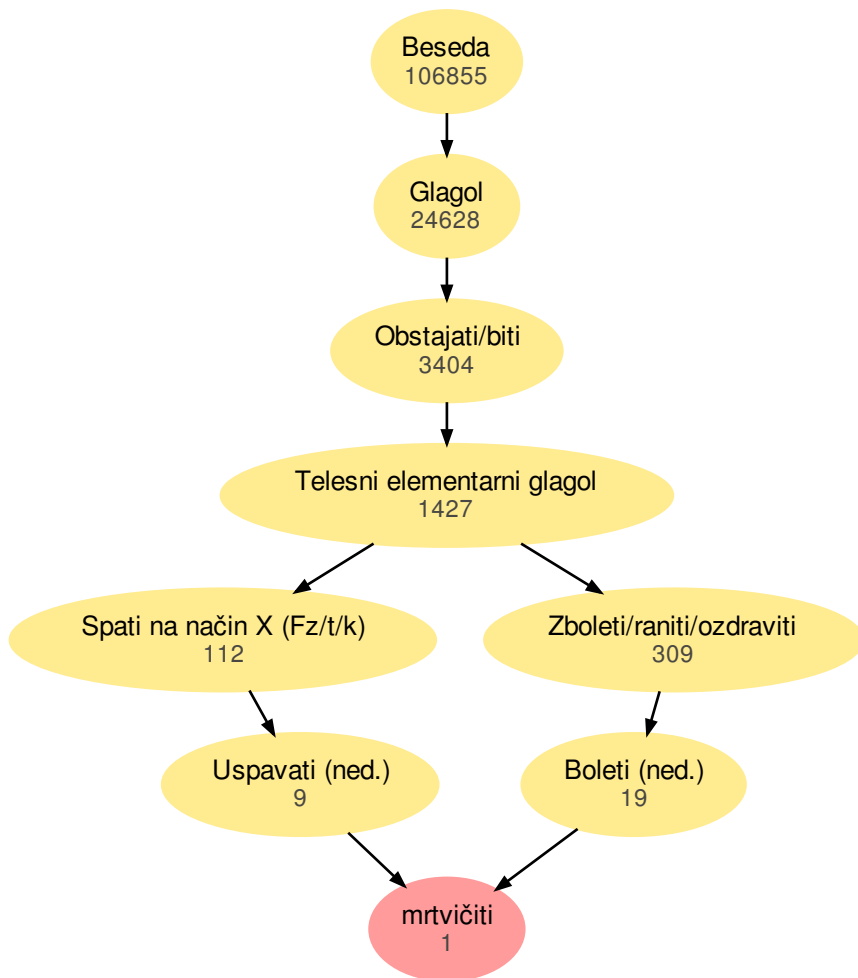 Beseda
106855
Glagol
24628
Obstajati/biti
3404
Telesni elementarni glagol
1427
Spati na način X (Fz/t/k)
112
Zboleti/raniti/ozdraviti
309
Uspavati (ned.)
9
Boleti (ned.)
19
mrtvičiti
1